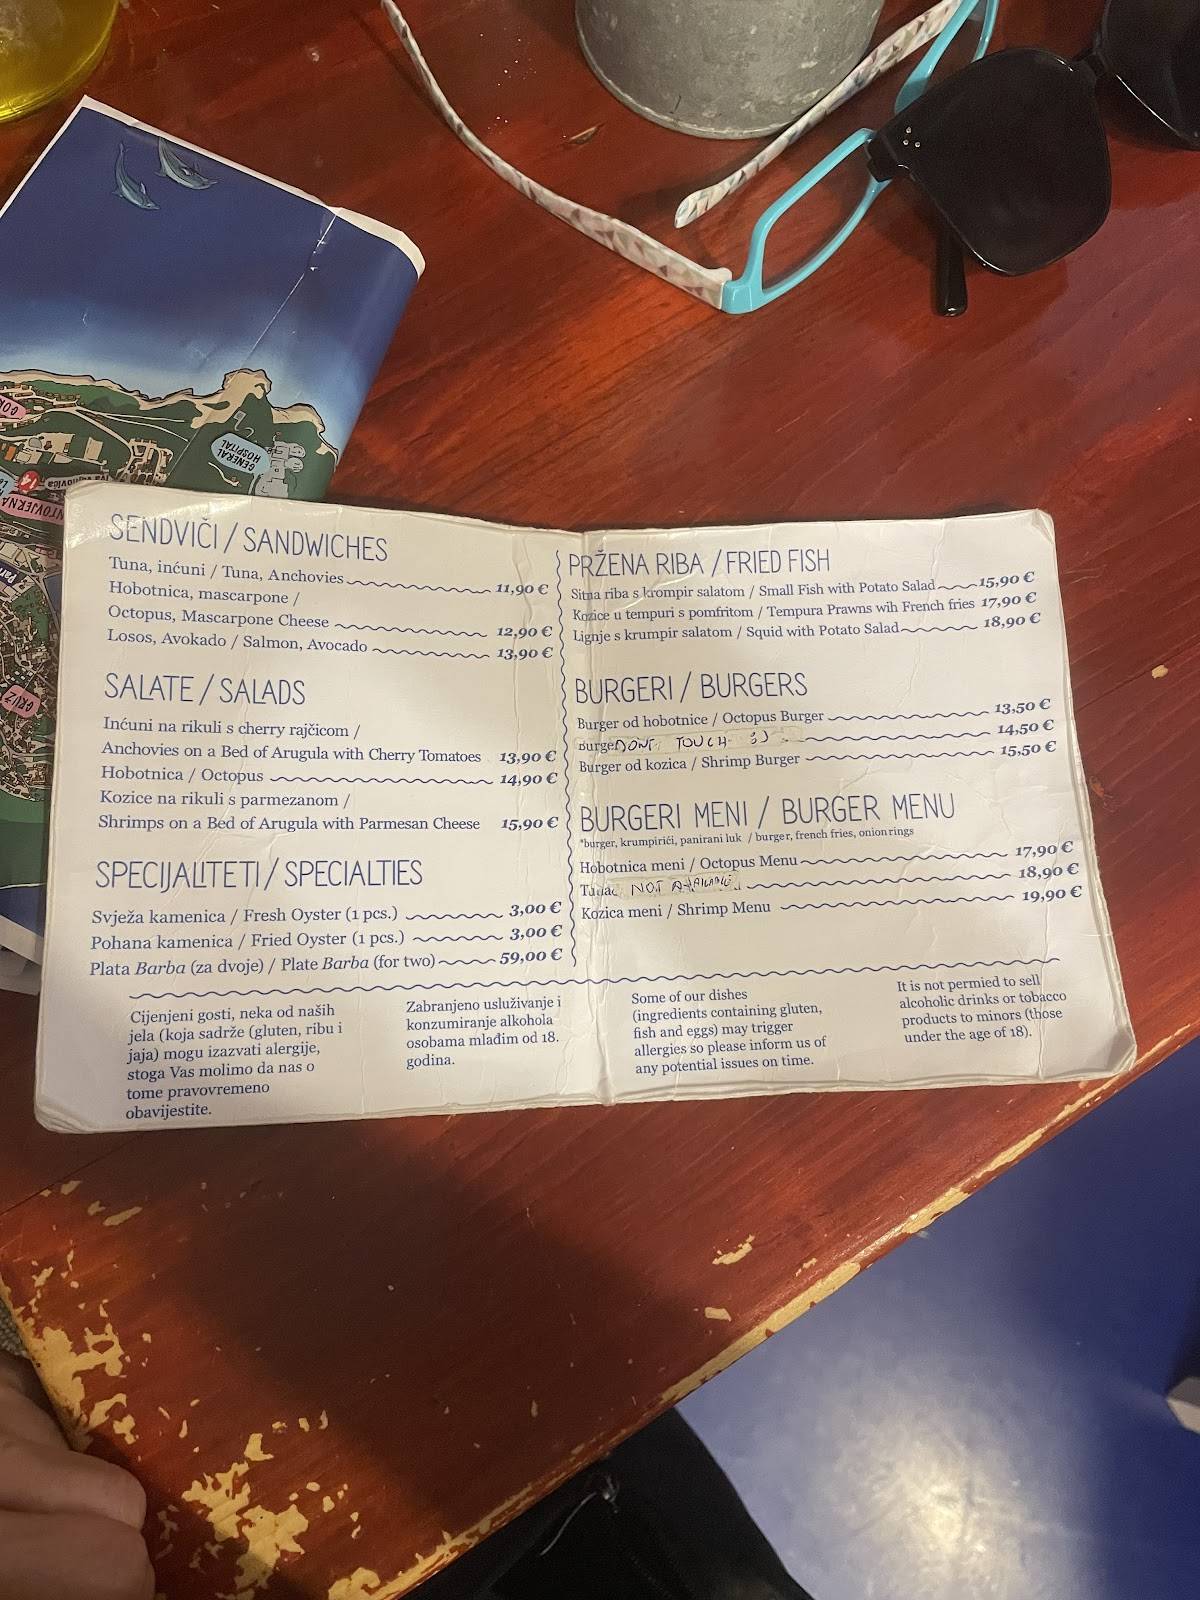 GENERAL
HOSPITAL
GRUŽ
SENDVIČI / SANDWICHES
Tuna, inćuni / Tuna, Anchovies 11,90 €
Hobotnica, mascarpone /
Octopus, Mascarpone Cheese 12,90 €
Losos, Avokado / Salmon, Avocado 13,90 €
SALATE / SALADS
Inćuni na rikuli s cherry rajčicom /
Anchovies on a Bed of Arugula with Cherry Tomatoes 13,90 €
Hobotnica / Octopus 14,90 €
Kozice na rikuli s parmezanom /
Shrimps on a Bed of Arugula with Parmesan Cheese 15,90 €
SPECIJALITETI / SPECIALTIES
Svježa kamenica / Fresh Oyster (1 pcs.) 3,00 €
Pohana kamenica / Fried Oyster (1 pcs.) 3,00 €
Plata Barba (za dvoje) / Plate Barba (for two) 59,00 €
PRŽENA RIBA / FRIED FISH
Sitna riba s krompir salatom / Small Fish with Potato Salad 15,90 €
Kozice u tempuri s pomfritom / Tempura Prawns wih French fries 17,90 €
Lignje s krumpir salatom / Squid with Potato Salad 18,90 €
BURGERI / BURGERS
Burger od hobotnice / Octopus Burger 13,50 €
Burger DONT TOUCH :) 14,50 €
Burger od kozica / Shrimp Burger 15,50 €
BURGERI MENI / BURGER MENU
*burger, krumpirići, panirani luk / burger, french fries, onion rings
Hobotnica meni / Octopus Menu 17,90 €
NOT AVAILABLE 18,90 €
Kozica meni / Shrimp Menu 19,90 €
Cijenjeni gosti, neka od naših
jela (koja sadrže (gluten, ribu i
jaja) mogu izazvati alergije,
stoga Vas molimo da nas o
tome pravovremeno
obavijestite.
Zabranjeno usluživanje i
konzumiranje alkohola
osobama mlađim od 18.
godina.
Some of our dishes
(ingredients containing gluten,
fish and eggs) may trigger
allergies so please inform us of
any potential issues on time.
It is not permied to sell
alcoholic drinks or tobacco
products to minors (those
under the age of 18).